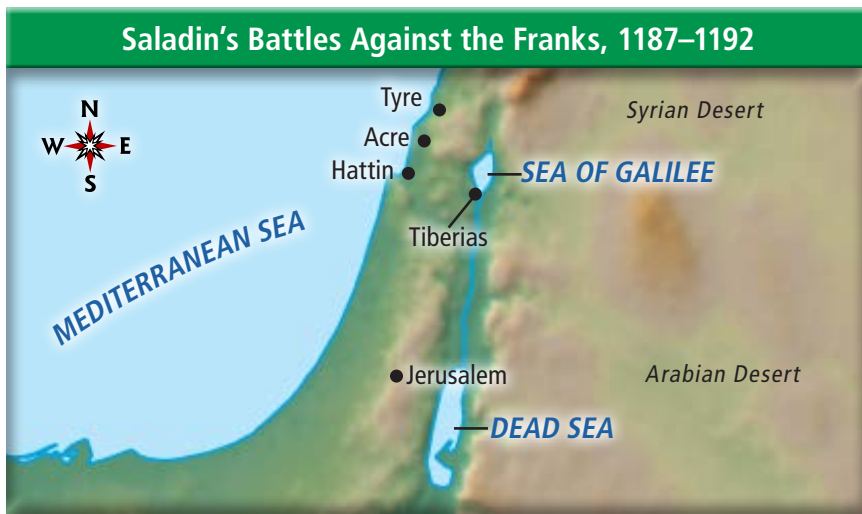 Saladin's Battles Against the Franks, 1187–1192
N
W E
S
Tyre
Syrian Desert
Acre
Hattin
SEA OF GALILEE
Tiberias
MEDITERRANEAN SEA
Jerusalem
Arabian Desert
DEAD SEA